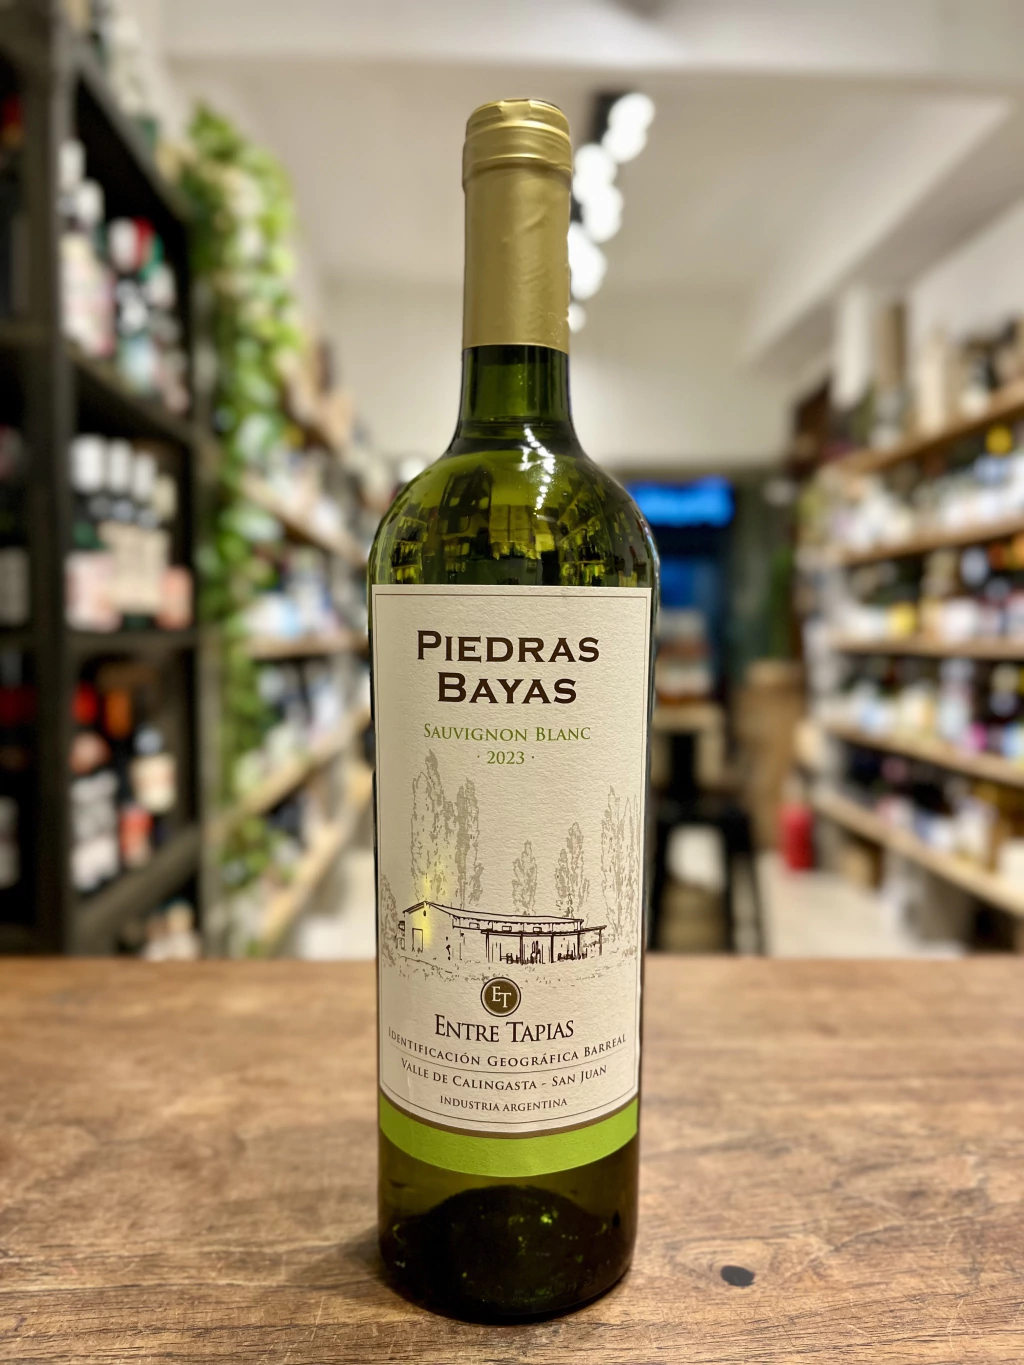 PIEDRAS
BAYAS
SAUVIGNON BLANC
· 2023 ·
ET
ENTRE TAPIAS
IDENTIFICACIÓN GEOGRÁFICA BARREAL
VALLE DE CALINGASTA - SAN JUAN
INDUSTRIA ARGENTINA